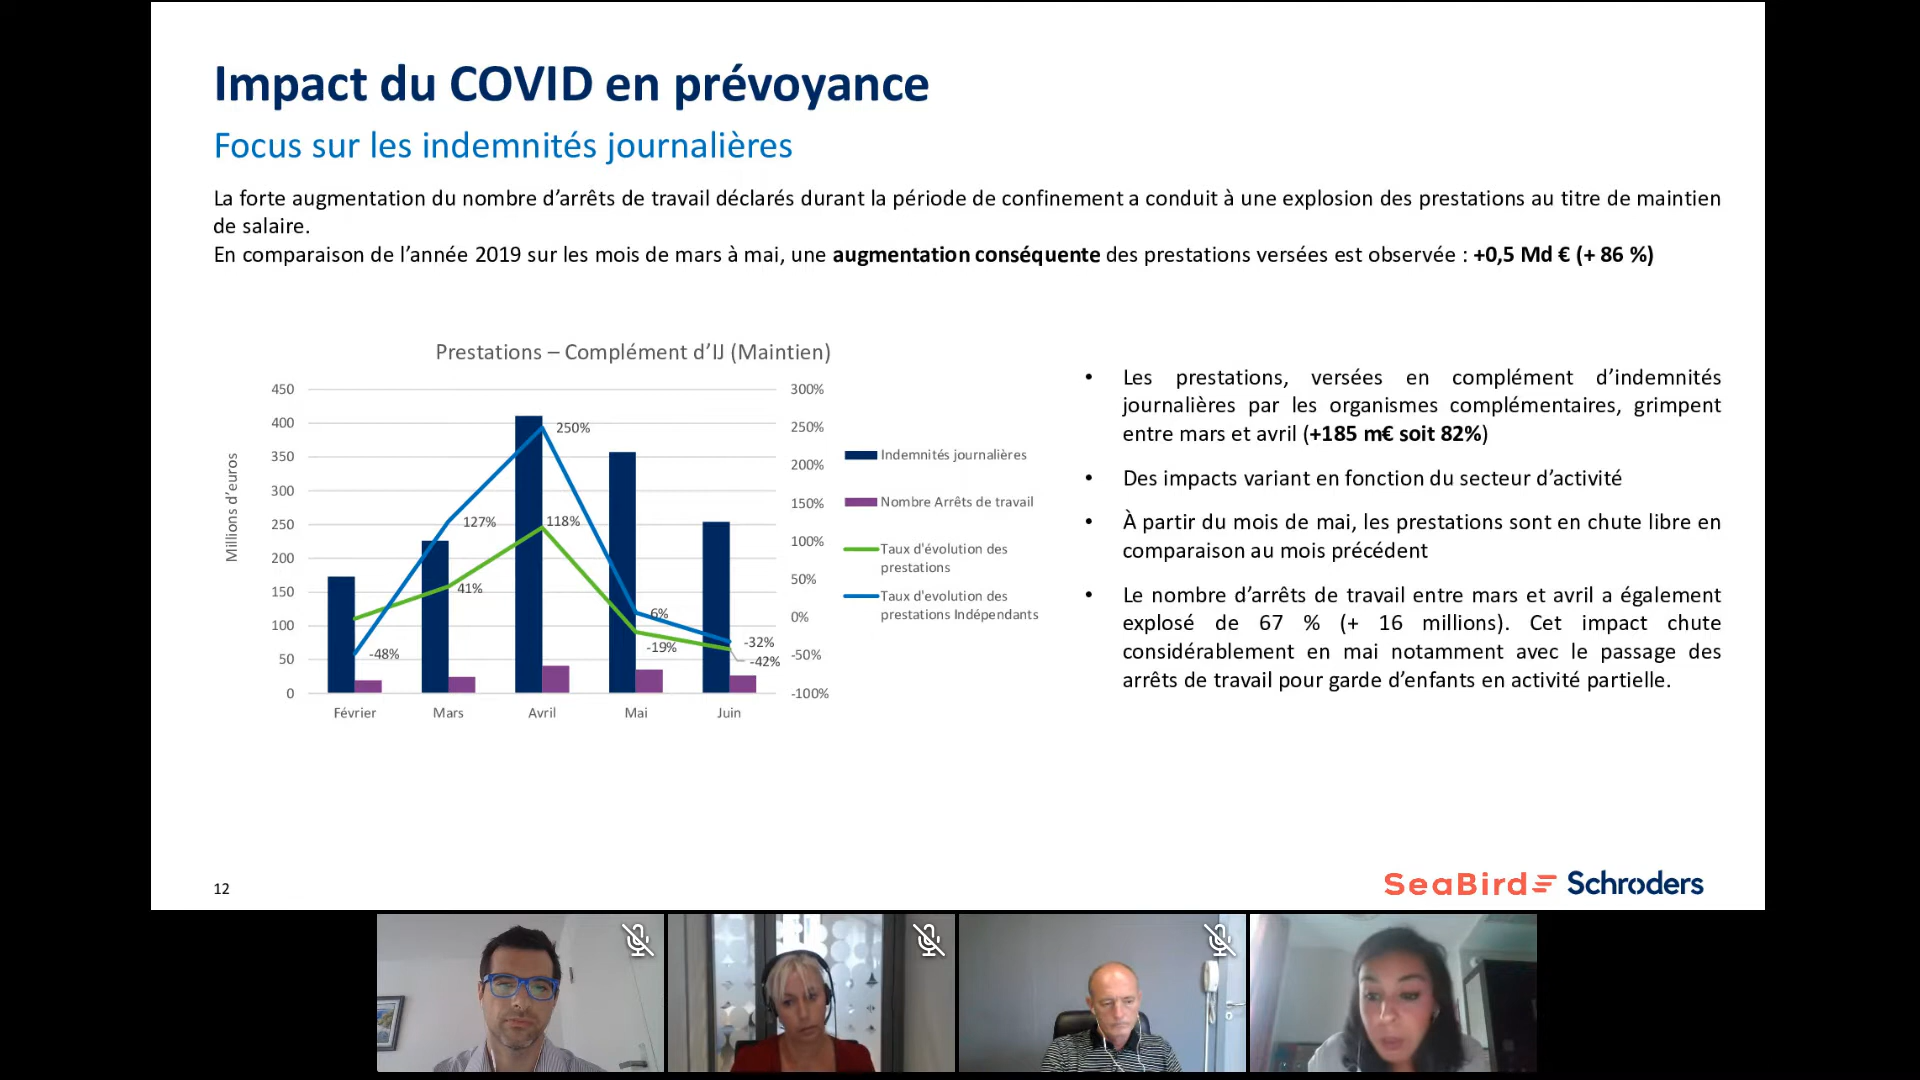 Impact du COVID en prévoyance
Focus sur les indemnités journalières
La forte augmentation du nombre d’arrêts de travail déclarés durant la période de confinement a conduit à une explosion des prestations au titre de maintien
de salaire.
En comparaison de l’année 2019 sur les mois de mars à mai, une augmentation conséquente des prestations versées est observée : +0,5 Md € (+ 86 %)
Prestations – Complément d’IJ (Maintien)
Millions d’euros
450
400
350
300
250
200
150
100
50
0
300%
250%
200%
150%
100%
50%
0%
-50%
-100%
250%
127%
118%
41%
6%
-48%
-19%
-32%
-42%
Février
Mars
Avril
Mai
Juin
Indemnités journalières
Nombre Arrêts de travail
Taux d'évolution des
prestations
Taux d'evolution des
prestations Indépendants
• Les prestations, versées en complément d’indemnités
journalières par les organismes complémentaires, grimpent
entre mars et avril (+185 m€ soit 82%)
• Des impacts variant en fonction du secteur d’activité
• À partir du mois de mai, les prestations sont en chute libre en
comparaison au mois précédent
• Le nombre d’arrêts de travail entre mars et avril a également
explosé de 67 % (+ 16 millions). Cet impact chute
considérablement en mai notamment avec le passage des
arrêts de travail pour garde d’enfants en activité partielle.
12
SeaBird Schroders